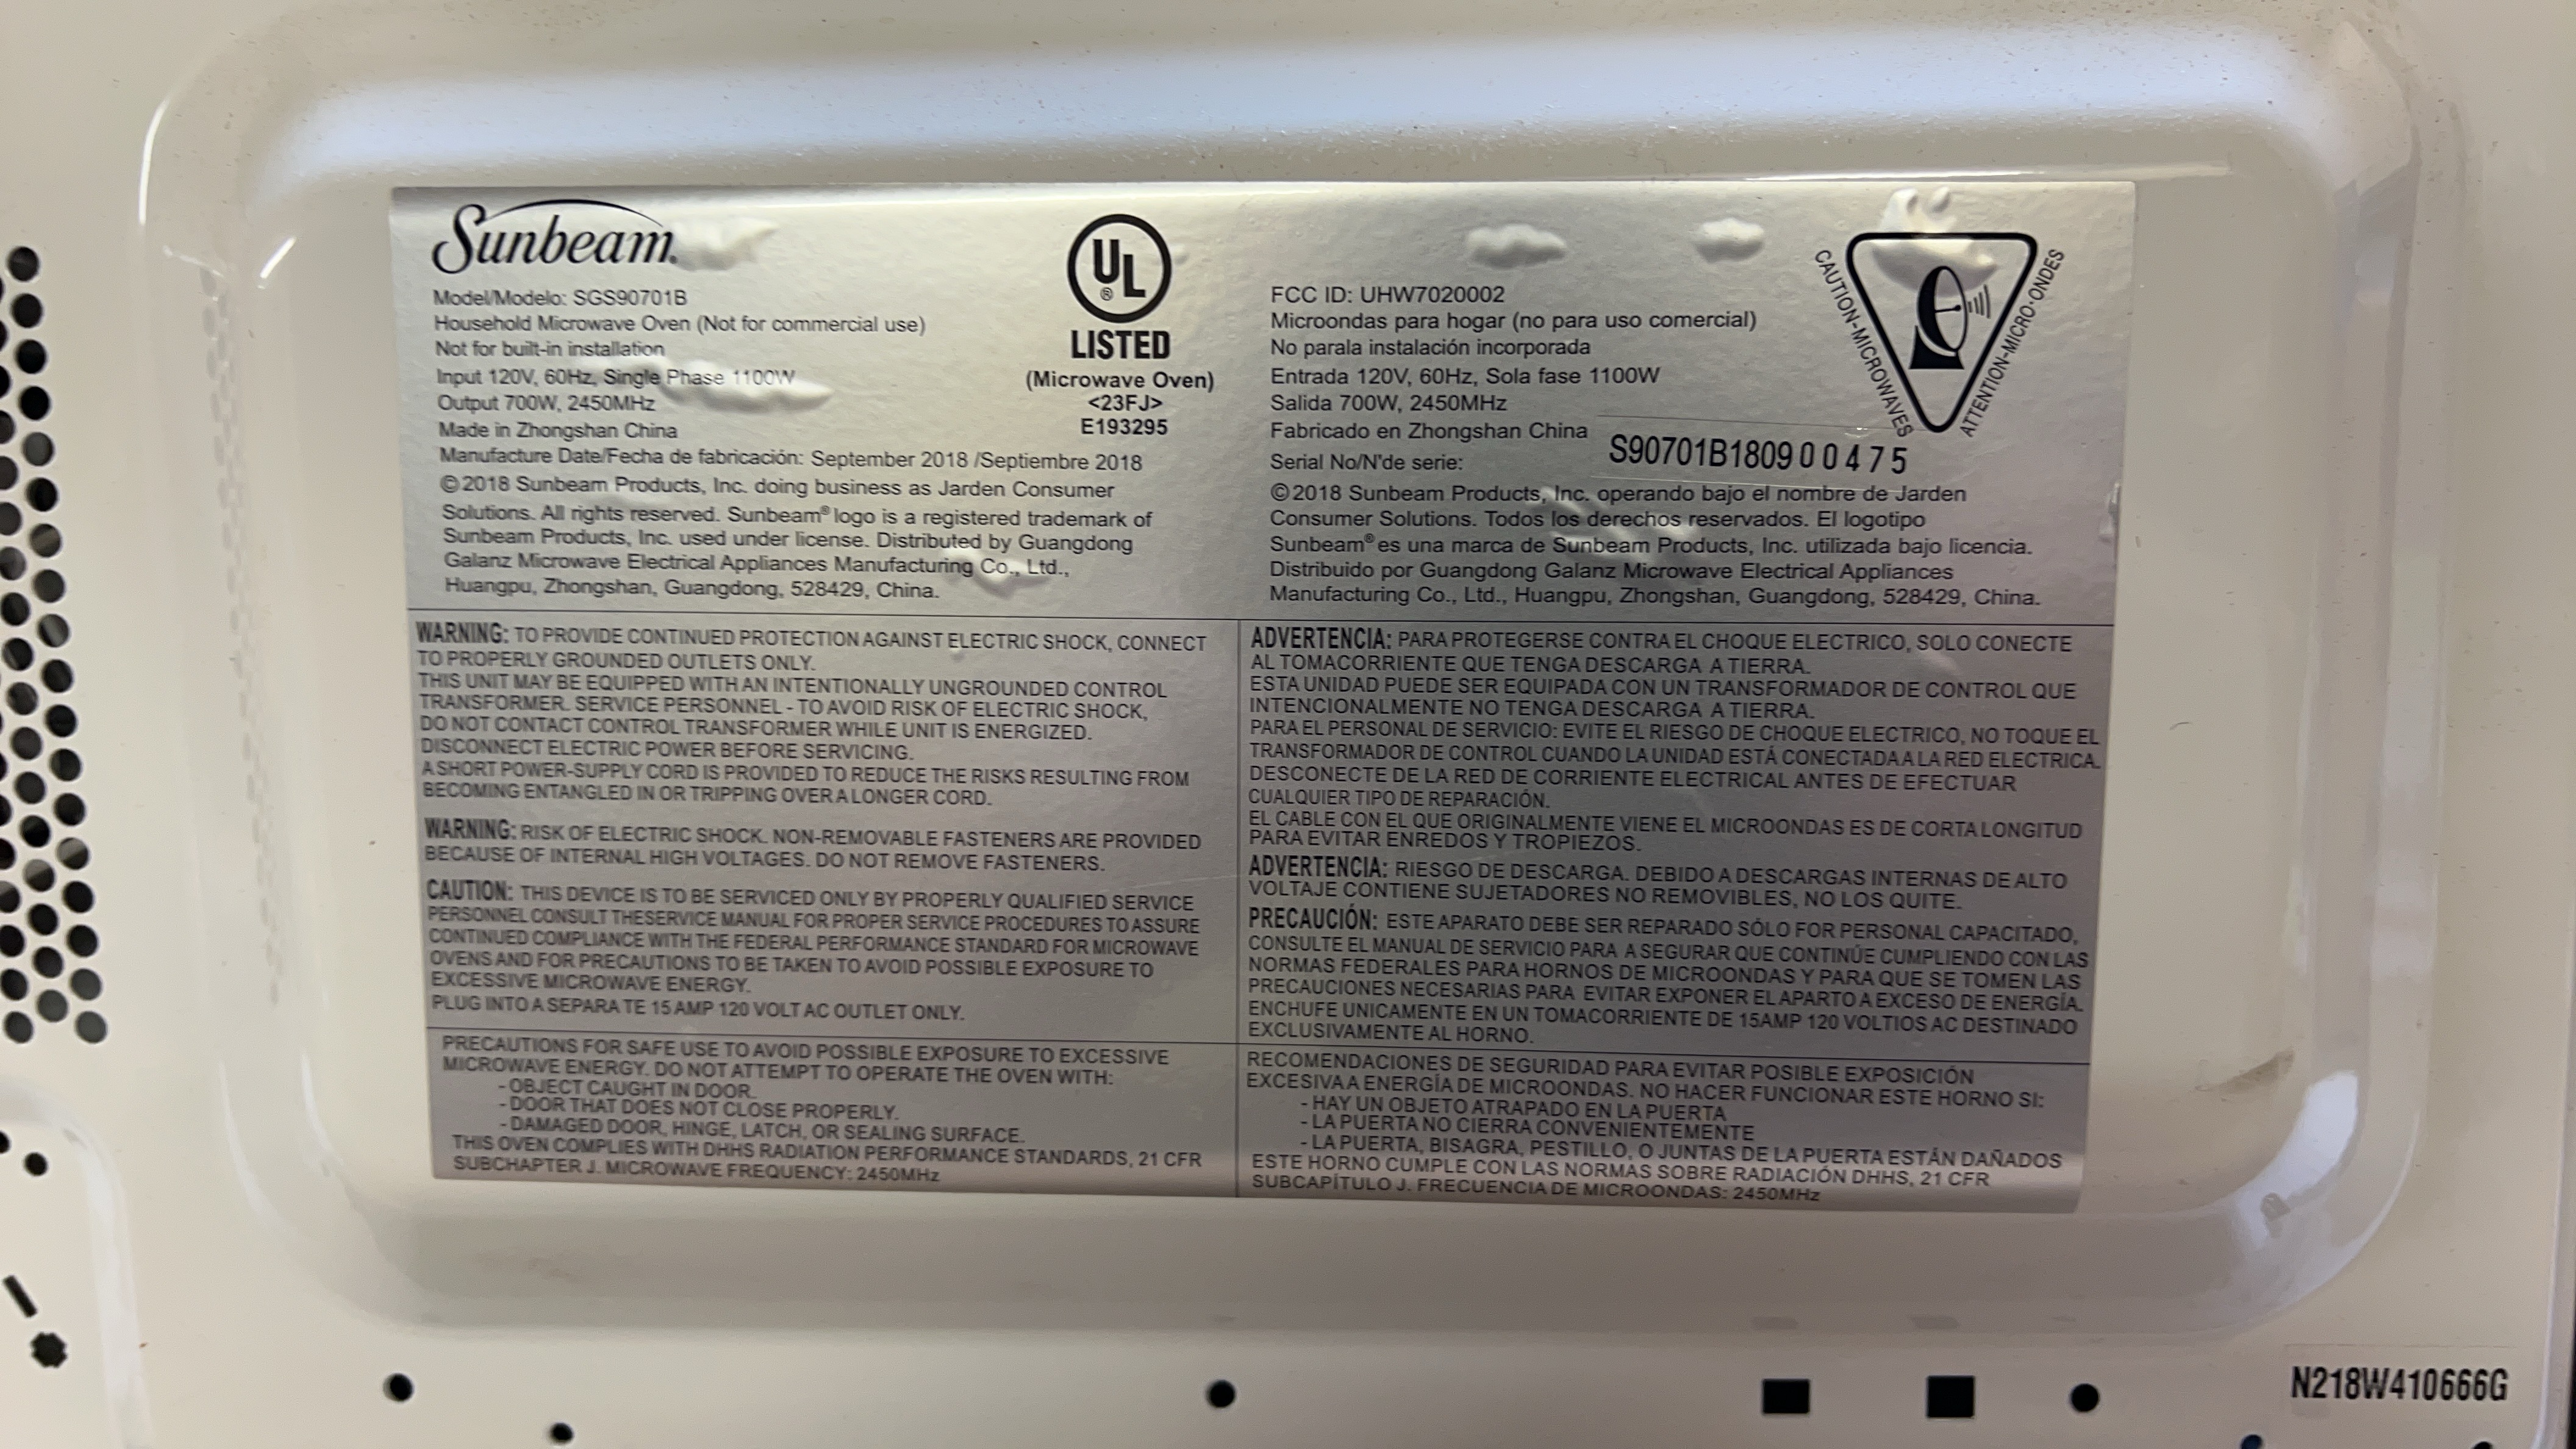 Sunbeam®
Model/Modelo: SGS90701B
Household Microwave Oven (Not for commercial use)
Not for built-in installation
Input 120V, 60Hz, Single Phase 1100W
Output 700W, 2450MHz
Made in Zhongshan China
Manufacture Date/Fecha de fabricación: September 2018 /Septiembre 2018
©2018 Sunbeam Products, Inc. doing business as Jarden Consumer
Solutions. All rights reserved. Sunbeam® logo is a registered trademark of
Sunbeam Products, Inc. used under license. Distributed by Guangdong
Galanz Microwave Electrical Appliances Manufacturing Co., Ltd.,
Huangpu, Zhongshan, Guangdong, 528429, China.
UL®
LISTED
(Microwave Oven)
<23FJ>
E193295
FCC ID: UHW7020002
Microondas para hogar (no para uso comercial)
No parala instalación incorporada
Entrada 120V, 60Hz, Sola fase 1100W
Salida 700W, 2450MHz
Fabricado en Zhongshan China
Serial No/N'de serie: S90701B180900475
©2018 Sunbeam Products, Inc. operando bajo el nombre de Jarden
Consumer Solutions. Todos los derechos reservados. El logotipo
Sunbeam® es una marca de Sunbeam Products, Inc. utilizada bajo licencia.
Distribuido por Guangdong Galanz Microwave Electrical Appliances
Manufacturing Co., Ltd., Huangpu, Zhongshan, Guangdong, 528429, China.
CAUTION-MICROWAVES
ATTENTION-MICRO-ONDES
WARNING: TO PROVIDE CONTINUED PROTECTION AGAINST ELECTRIC SHOCK, CONNECT
TO PROPERLY GROUNDED OUTLETS ONLY.
THIS UNIT MAY BE EQUIPPED WITH AN INTENTIONALLY UNGROUNDED CONTROL
TRANSFORMER. SERVICE PERSONNEL - TO AVOID RISK OF ELECTRIC SHOCK,
DO NOT CONTACT CONTROL TRANSFORMER WHILE UNIT IS ENERGIZED.
DISCONNECT ELECTRIC POWER BEFORE SERVICING.
A SHORT POWER-SUPPLY CORD IS PROVIDED TO REDUCE THE RISKS RESULTING FROM
BECOMING ENTANGLED IN OR TRIPPING OVER A LONGER CORD.
WARNING: RISK OF ELECTRIC SHOCK. NON-REMOVABLE FASTENERS ARE PROVIDED
BECAUSE OF INTERNAL HIGH VOLTAGES. DO NOT REMOVE FASTENERS.
CAUTION: THIS DEVICE IS TO BE SERVICED ONLY BY PROPERLY QUALIFIED SERVICE
PERSONNEL CONSULT THESERVICE MANUAL FOR PROPER SERVICE PROCEDURES TO ASSURE
CONTINUED COMPLIANCE WITH THE FEDERAL PERFORMANCE STANDARD FOR MICROWAVE
OVENS AND FOR PRECAUTIONS TO BE TAKEN TO AVOID POSSIBLE EXPOSURE TO
EXCESSIVE MICROWAVE ENERGY.
PLUG INTO A SEPARA TE 15 AMP 120 VOLT AC OUTLET ONLY.
ADVERTENCIA: PARA PROTEGERSE CONTRA EL CHOQUE ELECTRICO, SOLO CONECTE
AL TOMACORRIENTE QUE TENGA DESCARGA A TIERRA.
ESTA UNIDAD PUEDE SER EQUIPADA CON UN TRANSFORMADOR DE CONTROL QUE
INTENCIONALMENTE NO TENGA DESCARGA A TIERRA.
PARA EL PERSONAL DE SERVICIO: EVITE EL RIESGO DE CHOQUE ELECTRICO, NO TOQUE EL
TRANSFORMADOR DE CONTROL CUANDO LA UNIDAD ESTÁ CONECTADA A LA RED ELECTRICA.
DESCONECTE DE LA RED DE CORRIENTE ELECTRICAL ANTES DE EFECTUAR
CUALQUIER TIPO DE REPARACIÓN.
EL CABLE CON EL QUE ORIGINALMENTE VIENE EL MICROONDAS ES DE CORTA LONGITUD
PARA EVITAR ENREDOS Y TROPIEZOS.
ADVERTENCIA: RIESGO DE DESCARGA. DEBIDO A DESCARGAS INTERNAS DE ALTO
VOLTAJE CONTIENE SUJETADORES NO REMOVIBLES, NO LOS QUITE.
PRECAUCIÓN: ESTE APARATO DEBE SER REPARADO SÓLO FOR PERSONAL CAPACITADO,
CONSULTE EL MANUAL DE SERVICIO PARA A SEGURAR QUE CONTINÚE CUMPLIENDO CON LAS
NORMAS FEDERALES PARA HORNOS DE MICROONDAS Y PARA QUE SE TOMEN LAS
PRECAUCIONES NECESARIAS PARA EVITAR EXPONER EL APARTO A EXCESO DE ENERGÍA.
ENCHUFE UNICAMENTE EN UN TOMACORRIENTE DE 15AMP 120 VOLTIOS AC DESTINADO
EXCLUSIVAMENTE AL HORNO.
PRECAUTIONS FOR SAFE USE TO AVOID POSSIBLE EXPOSURE TO EXCESSIVE
MICROWAVE ENERGY. DO NOT ATTEMPT TO OPERATE THE OVEN WITH:
- OBJECT CAUGHT IN DOOR.
- DOOR THAT DOES NOT CLOSE PROPERLY.
- DAMAGED DOOR, HINGE, LATCH, OR SEALING SURFACE.
THIS OVEN COMPLIES WITH DHHS RADIATION PERFORMANCE STANDARDS, 21 CFR
SUBCHAPTER J. MICROWAVE FREQUENCY: 2450MHz
RECOMENDACIONES DE SEGURIDAD PARA EVITAR POSIBLE EXPOSICIÓN
EXCESIVA A ENERGÍA DE MICROONDAS. NO HACER FUNCIONAR ESTE HORNO SI:
- HAY UN OBJETO ATRAPADO EN LA PUERTA
- LA PUERTA NO CIERRA CONVENIENTEMENTE
- LA PUERTA, BISAGRA, PESTILLO, O JUNTAS DE LA PUERTA ESTÁN DAÑADOS
ESTE HORNO CUMPLE CON LAS NORMAS SOBRE RADIACIÓN DHHS, 21 CFR
SUBCAPÍTULO J. FRECUENCIA DE MICROONDAS: 2450MHz
N218W410666G